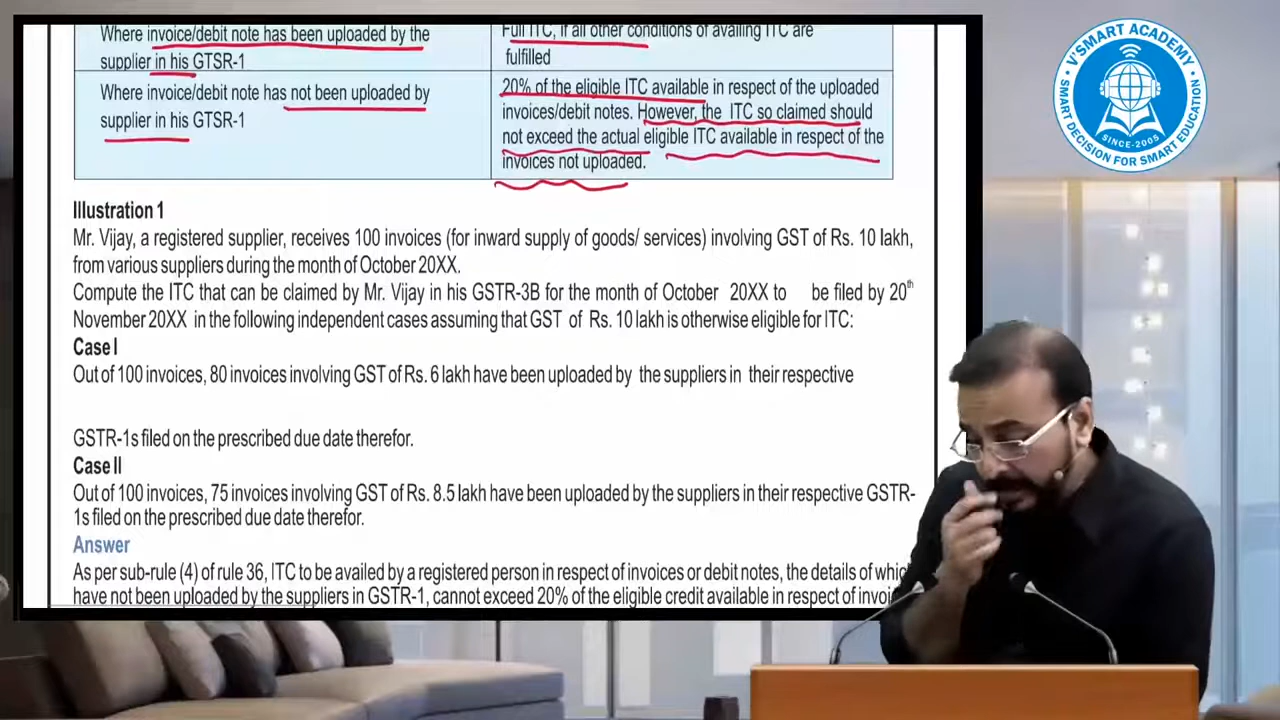 Where invoice/debit note has been uploaded by the
supplier in his GTSR-1
Full ITC, if all other conditions of availing ITC are
fulfilled
Where invoice/debit note has not been uploaded by
supplier in his GTSR-1
20% of the eligible ITC available in respect of the uploaded
invoices/debit notes. However, the ITC so claimed should
not exceed the actual eligible ITC available in respect of the
invoices not uploaded.
Illustration 1
Mr. Vijay, a registered supplier, receives 100 invoices (for inward supply of goods/ services) involving GST of Rs. 10 lakh,
from various suppliers during the month of October 20XX.
Compute the ITC that can be claimed by Mr. Vijay in his GSTR-3B for the month of October 20XX to be filed by 20th
November 20XX in the following independent cases assuming that GST of Rs. 10 lakh is otherwise eligible for ITC:
Case I
Out of 100 invoices, 80 invoices involving GST of Rs. 6 lakh have been uploaded by the suppliers in their respective
GSTR-1s filed on the prescribed due date therefor.
Case II
Out of 100 invoices, 75 invoices involving GST of Rs. 8.5 lakh have been uploaded by the suppliers in their respective GSTR-
1s filed on the prescribed due date therefor.
Answer
As per sub-rule (4) of rule 36, ITC to be availed by a registered person in respect of invoices or debit notes, the details of
have not been uploaded by the suppliers in GSTR-1, cannot exceed 20% of the eligible credit available in respect of
V'SMART ACADEMY
SINCE-2005
SMART DECISION FOR SMART EDUCATION